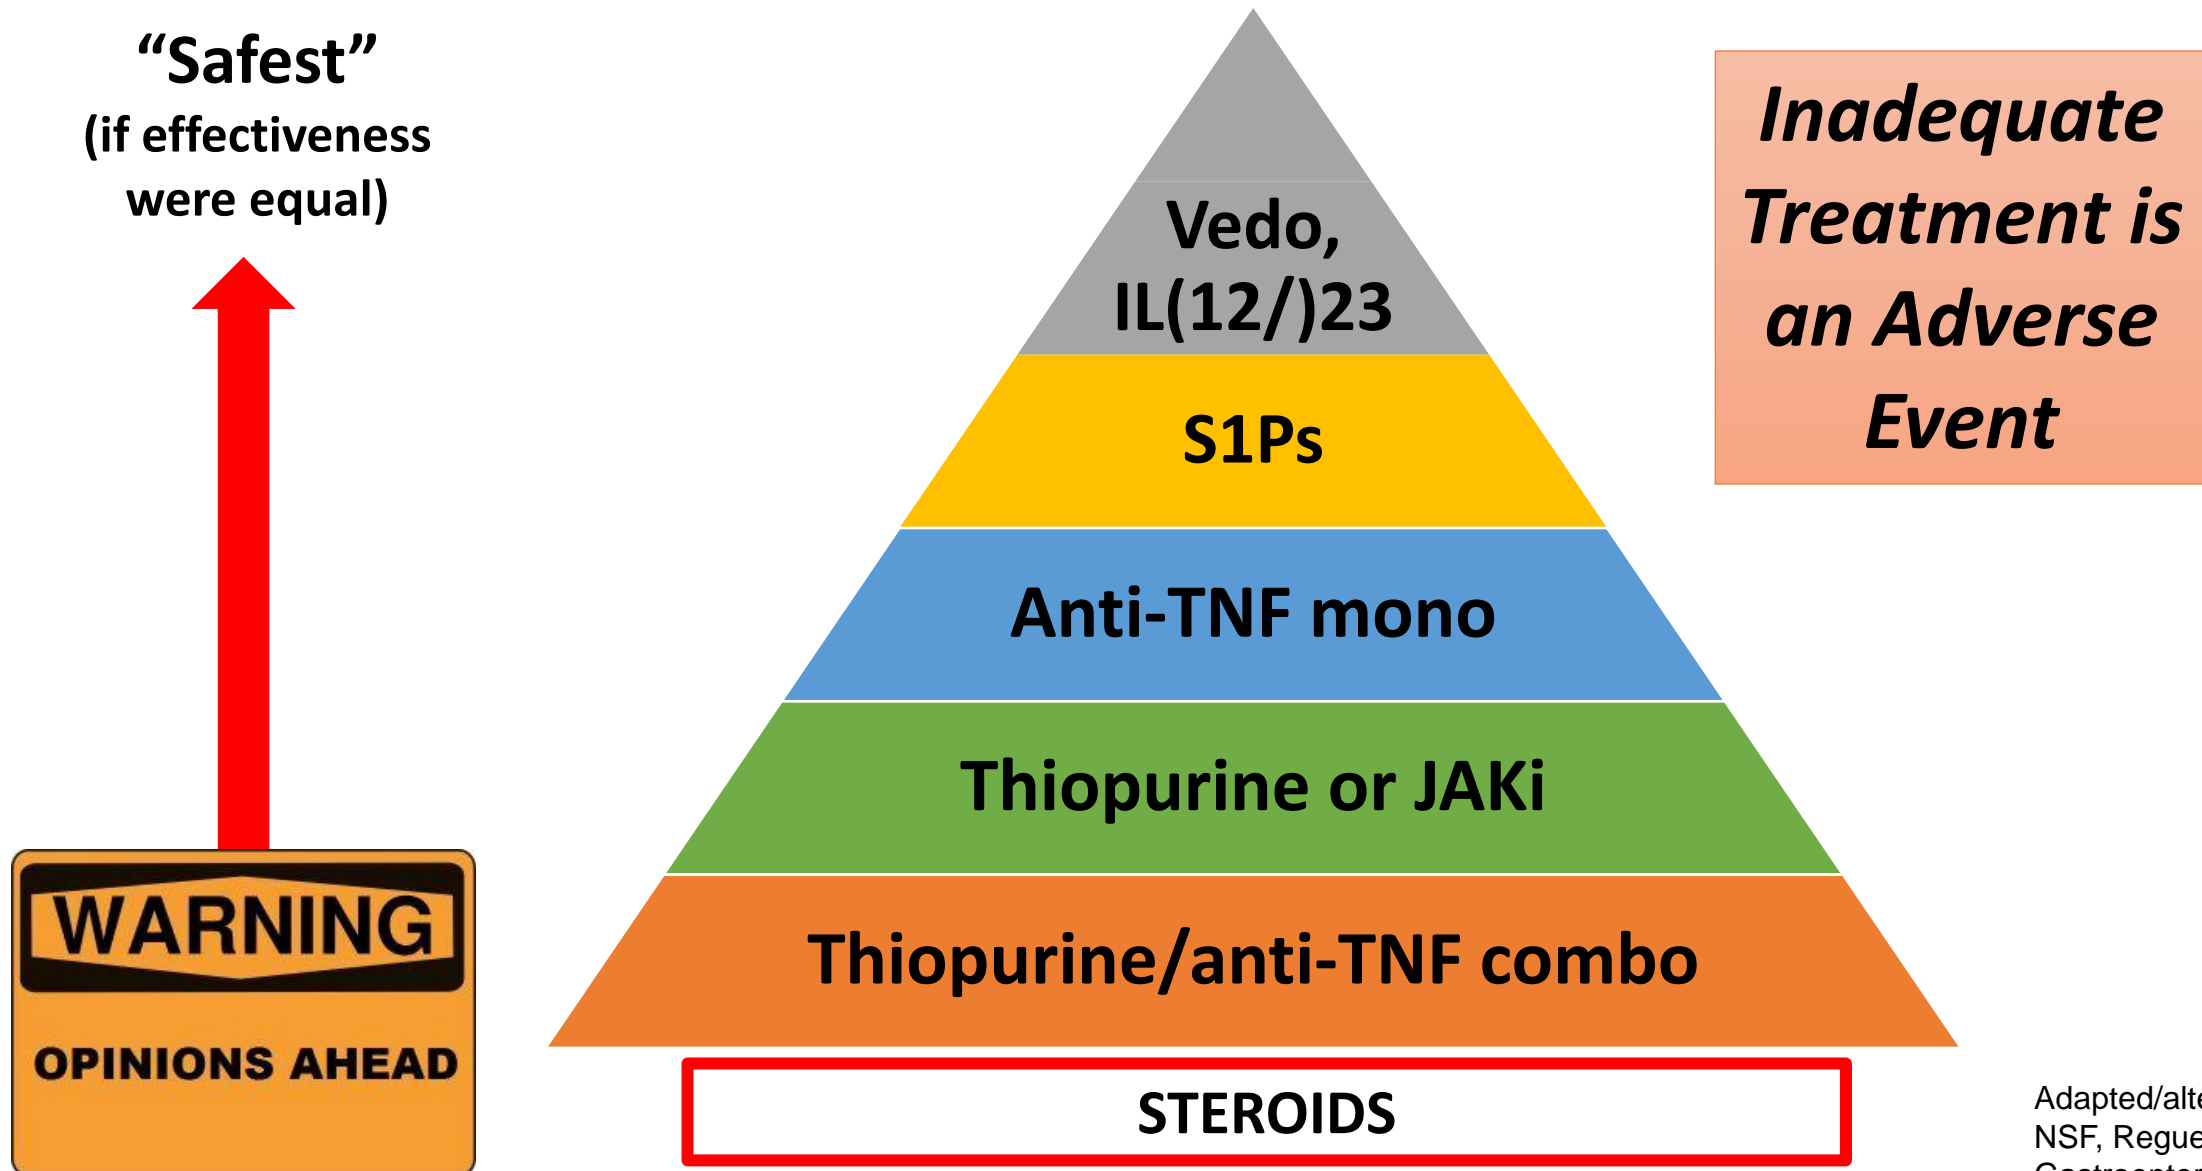 “Safest”
(if effectiveness
were equal)
Vedo,
IL(12/)23
S1Ps
Anti-TNF mono
Thiopurine or JAKi
Thiopurine/anti-TNF combo
STEROIDS
Inadequate
Treatment is
an Adverse
Event
WARNING
OPINIONS AHEAD
NSF,